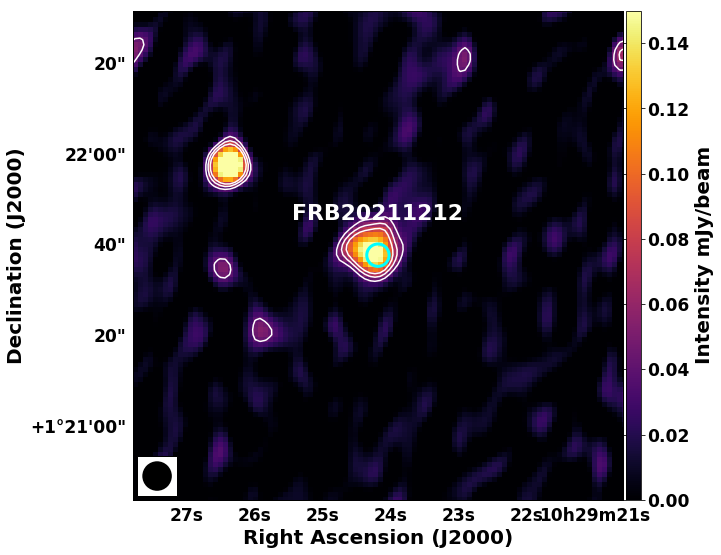 20"
22'00"
40"
20"
+1°21'00"
Declination (J2000)
FRB20211212
27s 26s 25s 24s 23s 22s 10h29m21s
Right Ascension (J2000)
0.14
0.12
0.10
0.08
0.06
0.04
0.02
0.00
Intensity mJy/beam